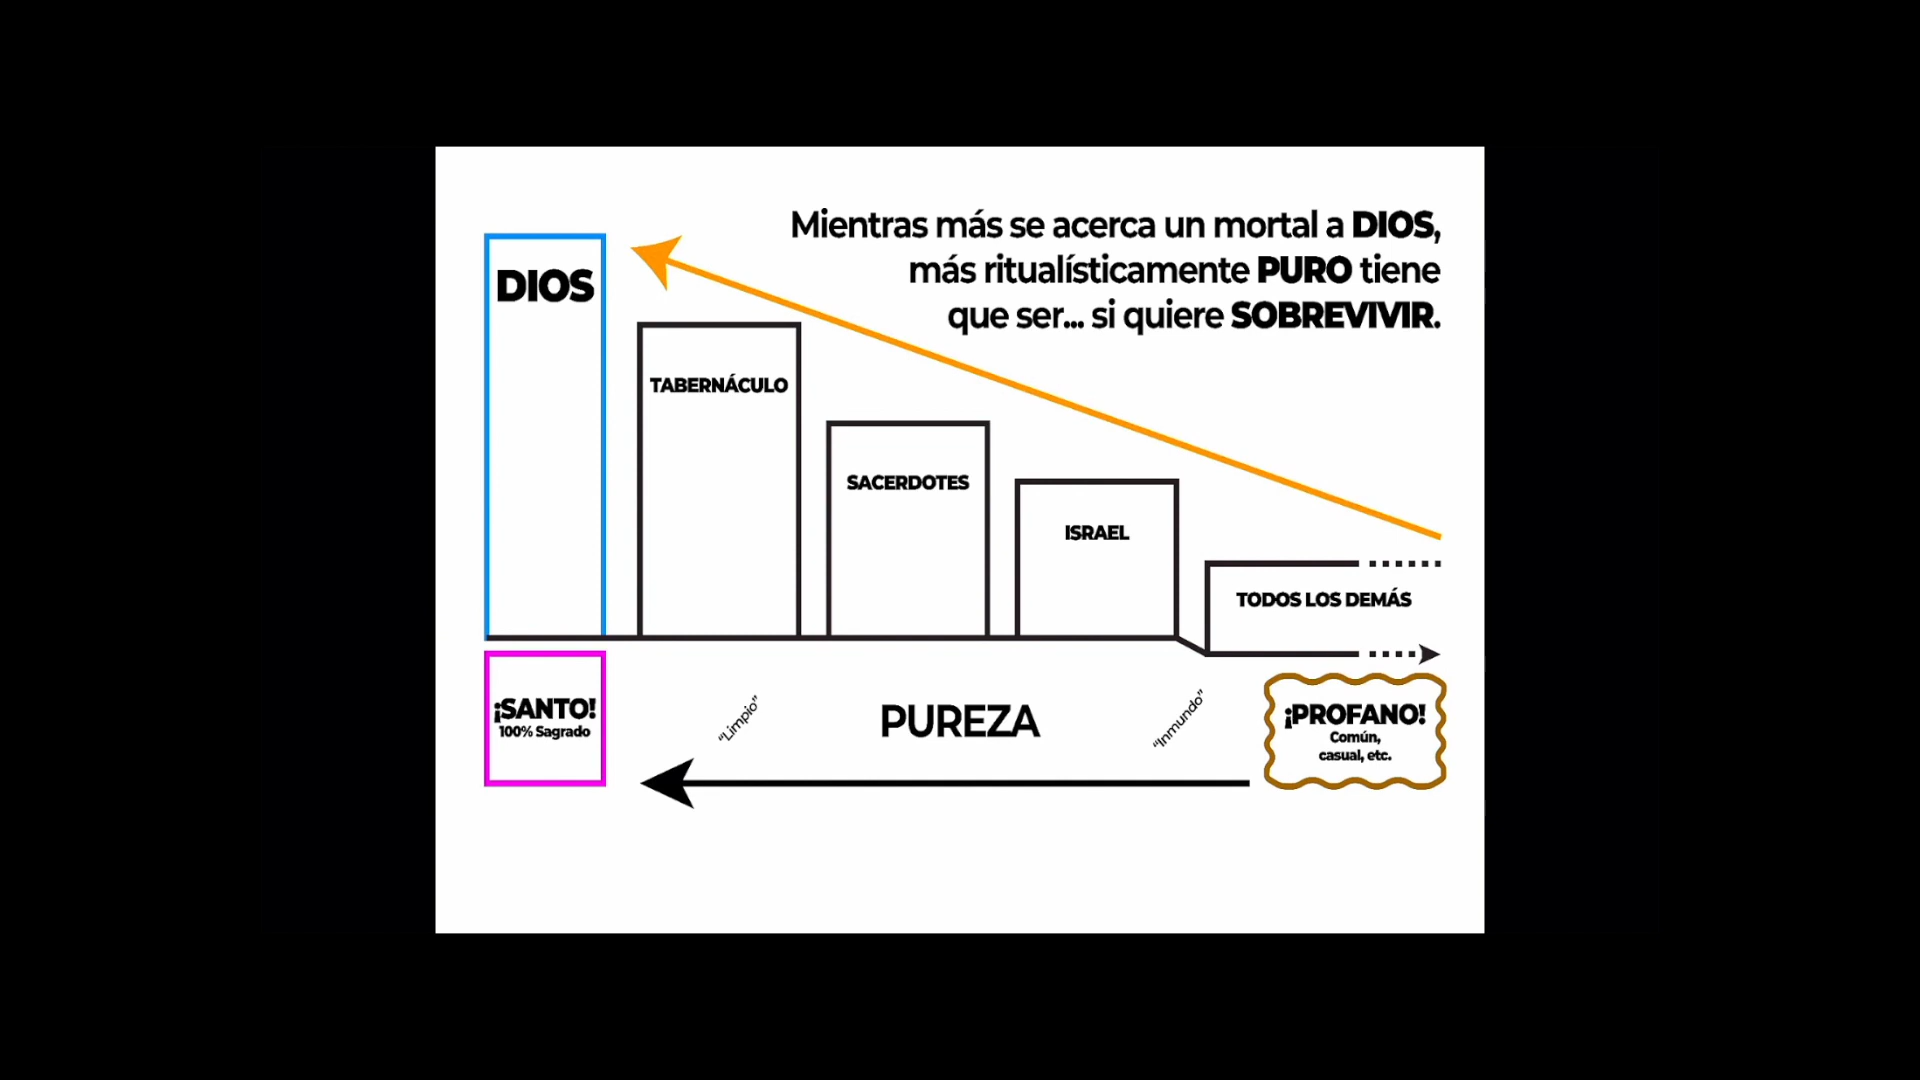 Mientras más se acerca un mortal a DIOS,
más ritualísticamente PURO tiene
que ser... si quiere SOBREVIVIR.
DIOS
TABERNÁCULO
SACERDOTES
ISRAEL
TODOS LOS DEMÁS
¡SANTO!
100% Sagrado
"Limpio"
PUREZA
"Inmundo"
¡PROFANO!
Común,
casual, etc.